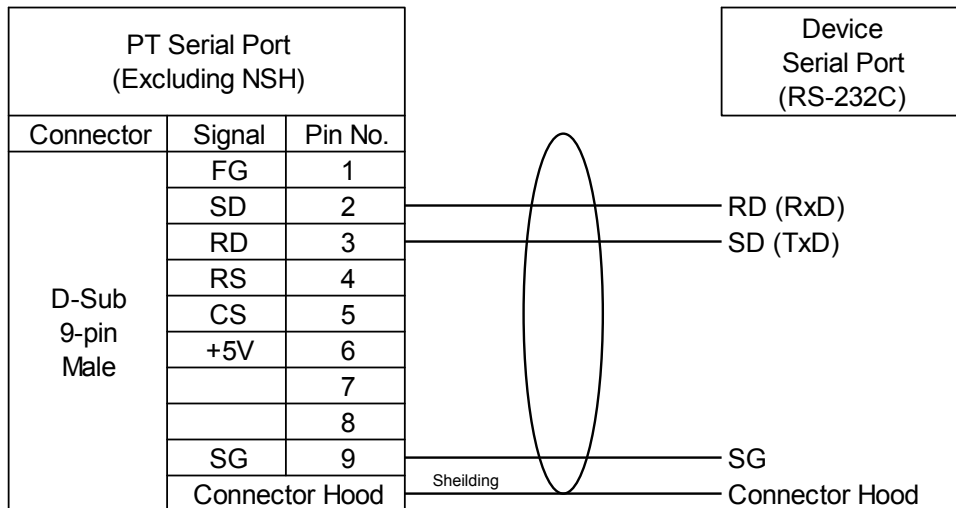 PT Serial Port
(Excluding NSH)
Device
Serial Port
(RS-232C)
Connector Signal Pin No.
FG 1
SD 2 RD (RxD)
RD 3 SD (TxD)
RS 4
D-Sub
9-pin
Male
CS 5
+5V 6
7
8
SG 9 SG
Connector Hood Sheilding Connector Hood